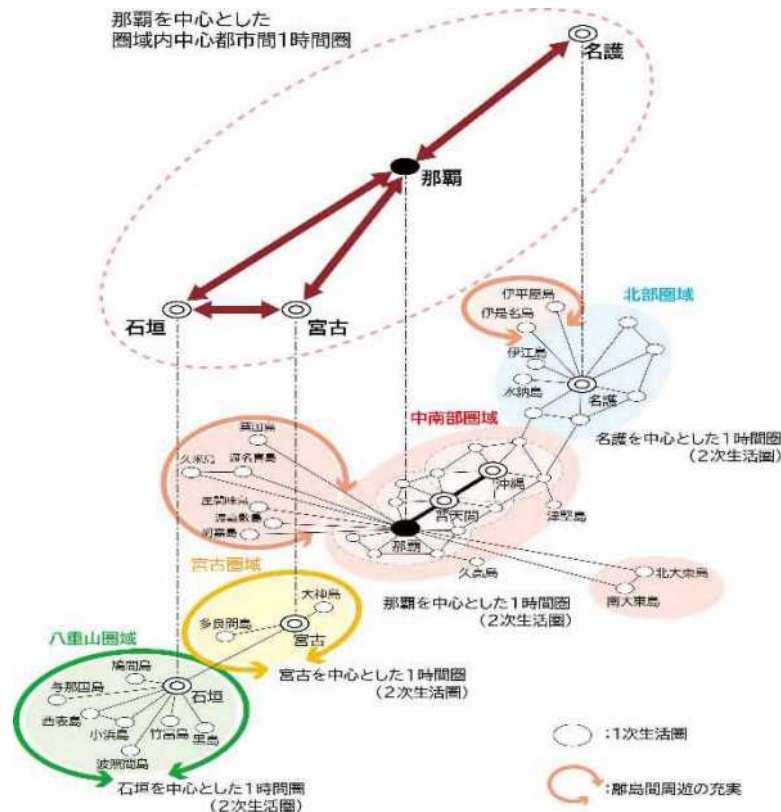 那覇を中心とした
圏域内中心都市間1時間圏
名護
那覇
石垣
宮古
伊平屋島
伊是名島
北部圏域
伊江島
水納島
名護
中南部圏域
名護を中心とした1時間圏
(2次生活圏)
粟国島
久米島
渡名喜島
沖縄
座間味島
普天間
渡嘉敷島
津堅島
前島
那覇
宮古圏域
久高島
北大東島
南大東島
大神島
那覇を中心とした1時間圏
(2次生活圏)
多良間島
宮古
八重山圏域
鳩間島
宮古を中心とした1時間圏
(2次生活圏)
石垣
与那国島
西表島
小浜島
竹富島
黒島
波照間島
:1次生活圏
石垣を中心とした1時間圏
(2次生活圏)
:離島間周遊の充実